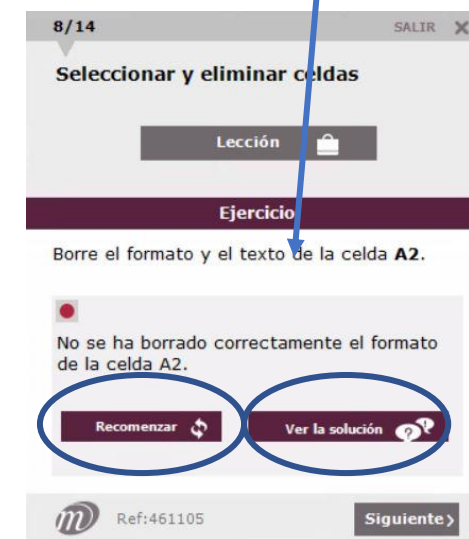 8/14
SALIR X
Seleccionar y eliminar celdas
Lección
Ejercicio
Borre el formato y el texto de la celda A2.
No se ha borrado correctamente el formato
de la celda A2.
Recomenzar
Ver la solución
Ref:461105
Siguiente